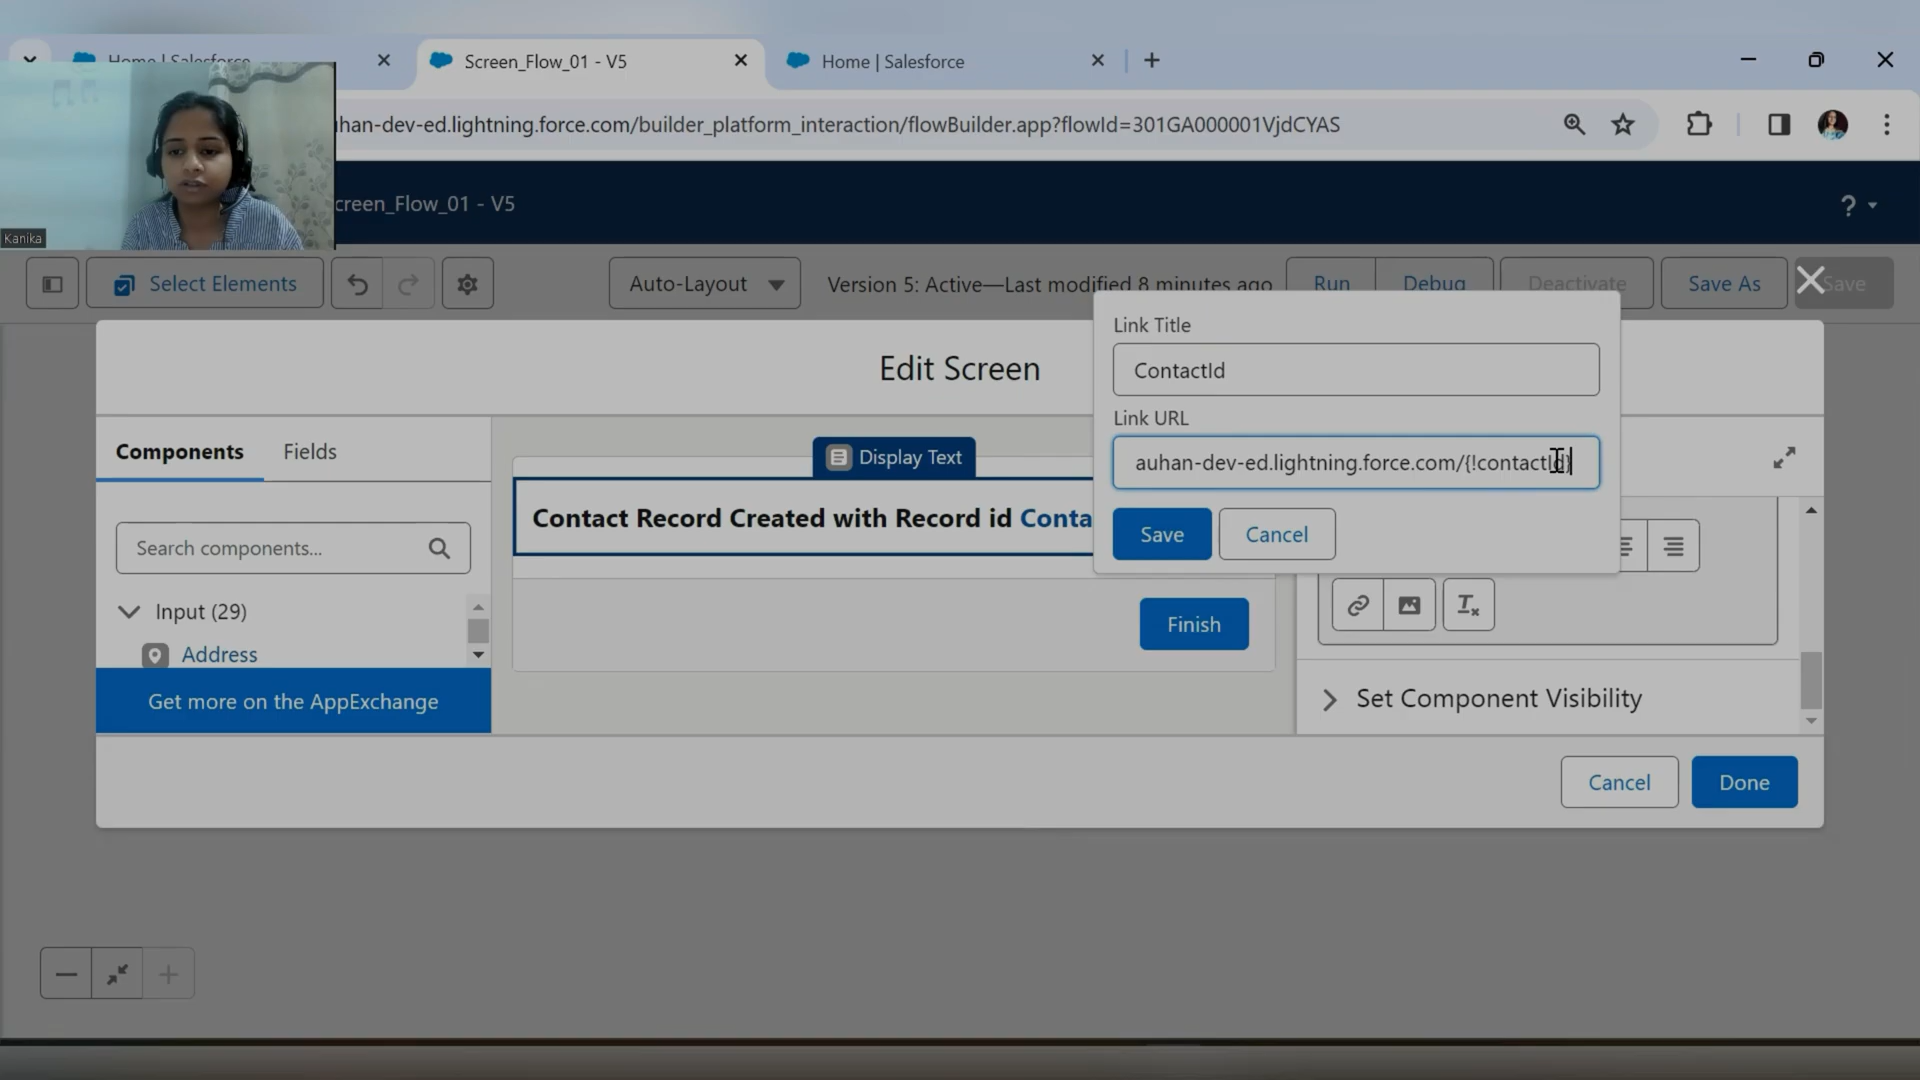 Home | Salesforce
Screen_Flow_01 - V5
Home | Salesforce
han-dev-ed.lightning.force.com/builder_platform_interaction/flowBuilder.app?flowId=301GA000001VjdCYAS
Kanika
creen_Flow_01 - V5
?
Select Elements
Auto-Layout
Version 5: Active—Last modified 8 minutes ago
Run
Debug
Deactivate
Save As
Save
Edit Screen
Link Title
ContactId
Link URL
auhan-dev-ed.lightning.force.com/{!contactId}
Save
Cancel
Components
Fields
Display Text
Search components...
Contact Record Created with Record id Conta
Input (29)
Address
Finish
Get more on the AppExchange
Set Component Visibility
Cancel
Done